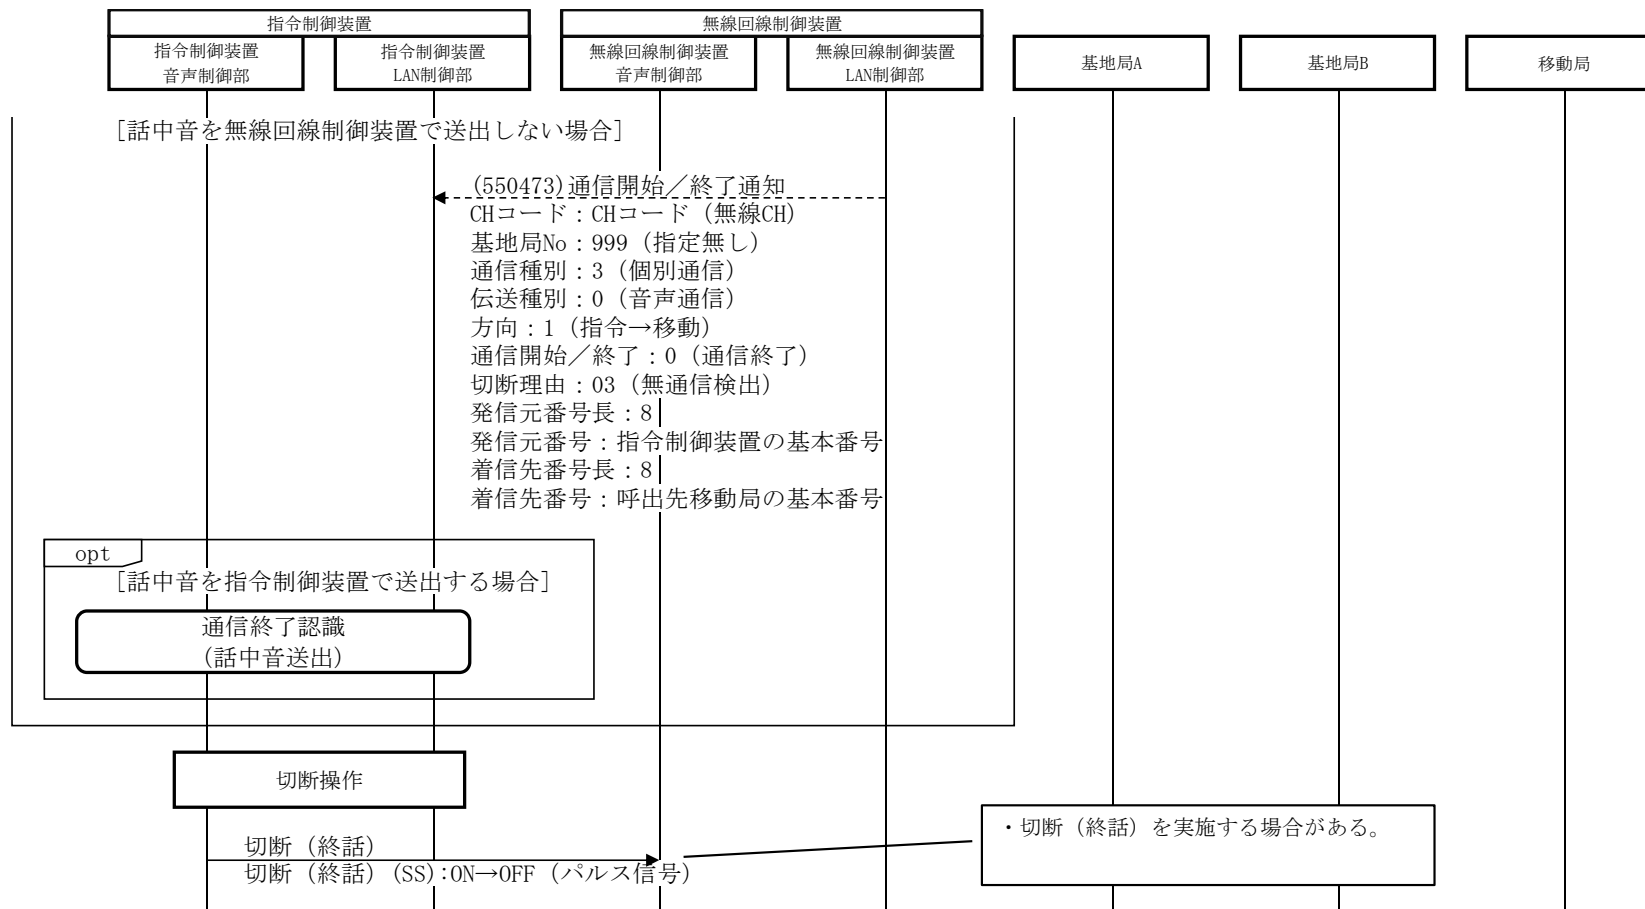 指令制御装置
無線回線制御装置
指令制御装置
音声制御部
指令制御装置
LAN制御部
無線回線制御装置
音声制御部
無線回線制御装置
LAN制御部
基地局A
基地局B
移動局
[話中音を無線回線制御装置で送出しない場合]
(550473)通信開始／終了通知
CHコード：CHコード（無線CH）
基地局No：999（指定無し）
通信種別：3（個別通信）
伝送種別：0（音声通信）
方向：1（指令→移動）
通信開始／終了：0（通信終了）
切断理由：03（無通信検出）
発信元番号長：8
発信元番号：指令制御装置の基本番号
着信先番号長：8
着信先番号：呼出先移動局の基本番号
opt
[話中音を指令制御装置で送出する場合]
通信終了認識
（話中音送出）
切断操作
切断（終話）
切断（終話）(SS):ON→OFF（パルス信号）
・切断（終話）を実施する場合がある。